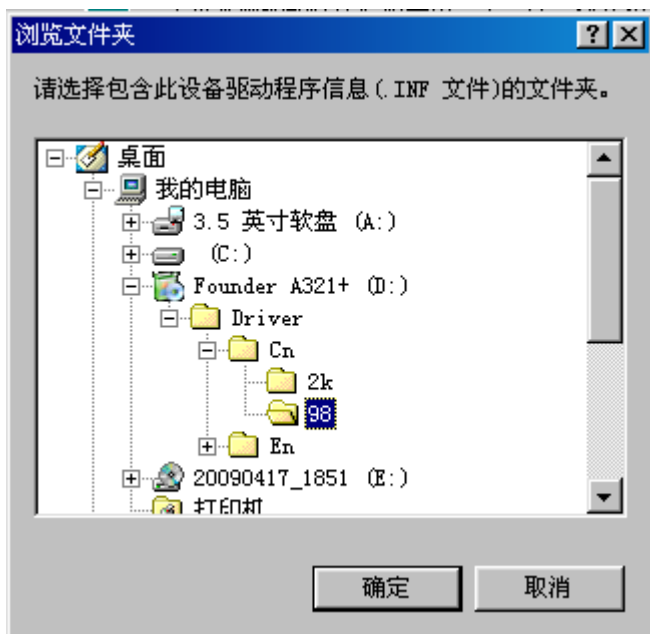 浏览文件夹
请选择包含此设备驱动程序信息(.INF 文件)的文件夹。
桌面
我的电脑
3.5 英寸软盘 (A:)
(C:)
Founder A321+ (D:)
Driver
Cn
2k
98
En
20090417_1851 (E:)
打印机
确定
取消